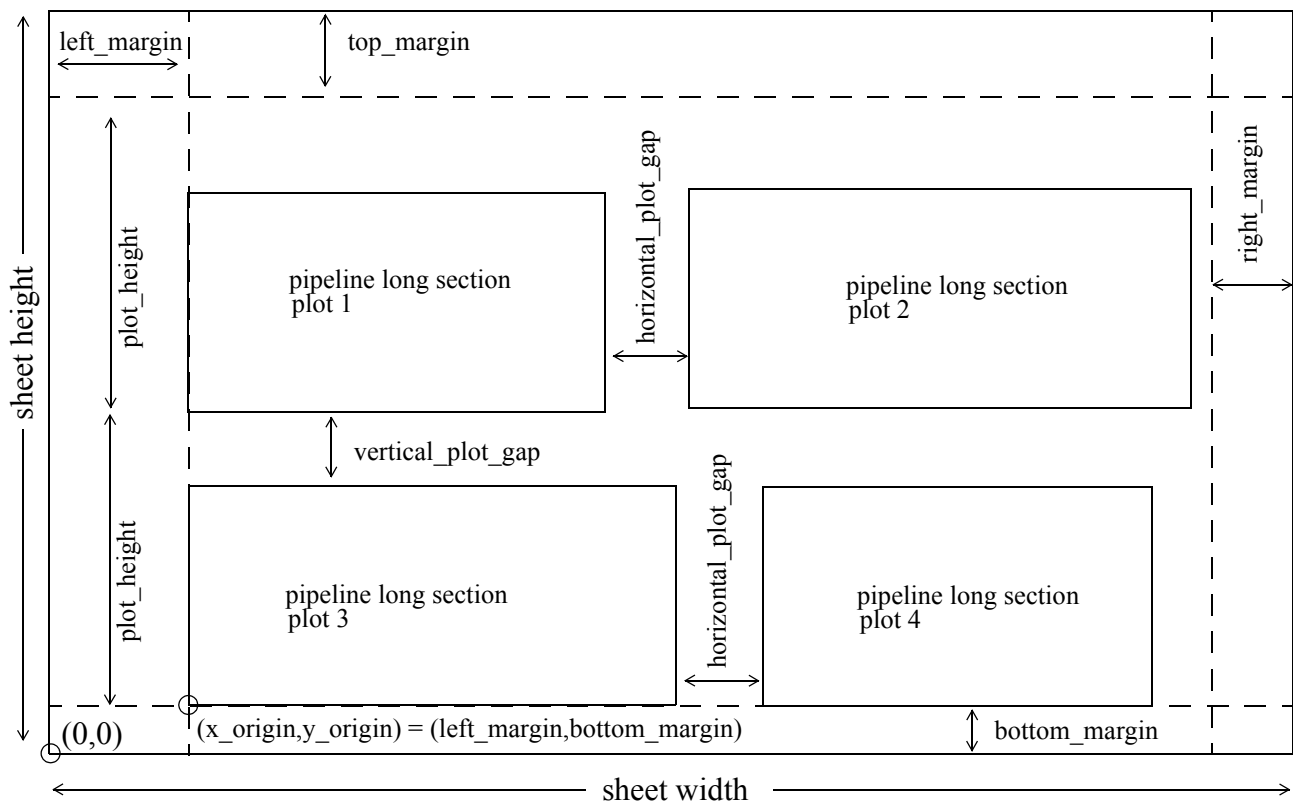 left_margin
top_margin
plot_height
horizontal_plot_gap
right_margin
sheet height
pipeline long section
plot 1
pipeline long section
plot 2
vertical_plot_gap
plot_height
horizontal_plot_gap
pipeline long section
plot 3
pipeline long section
plot 4
(0,0)
(x_origin,y_origin) = (left_margin,bottom_margin)
bottom_margin
sheet width